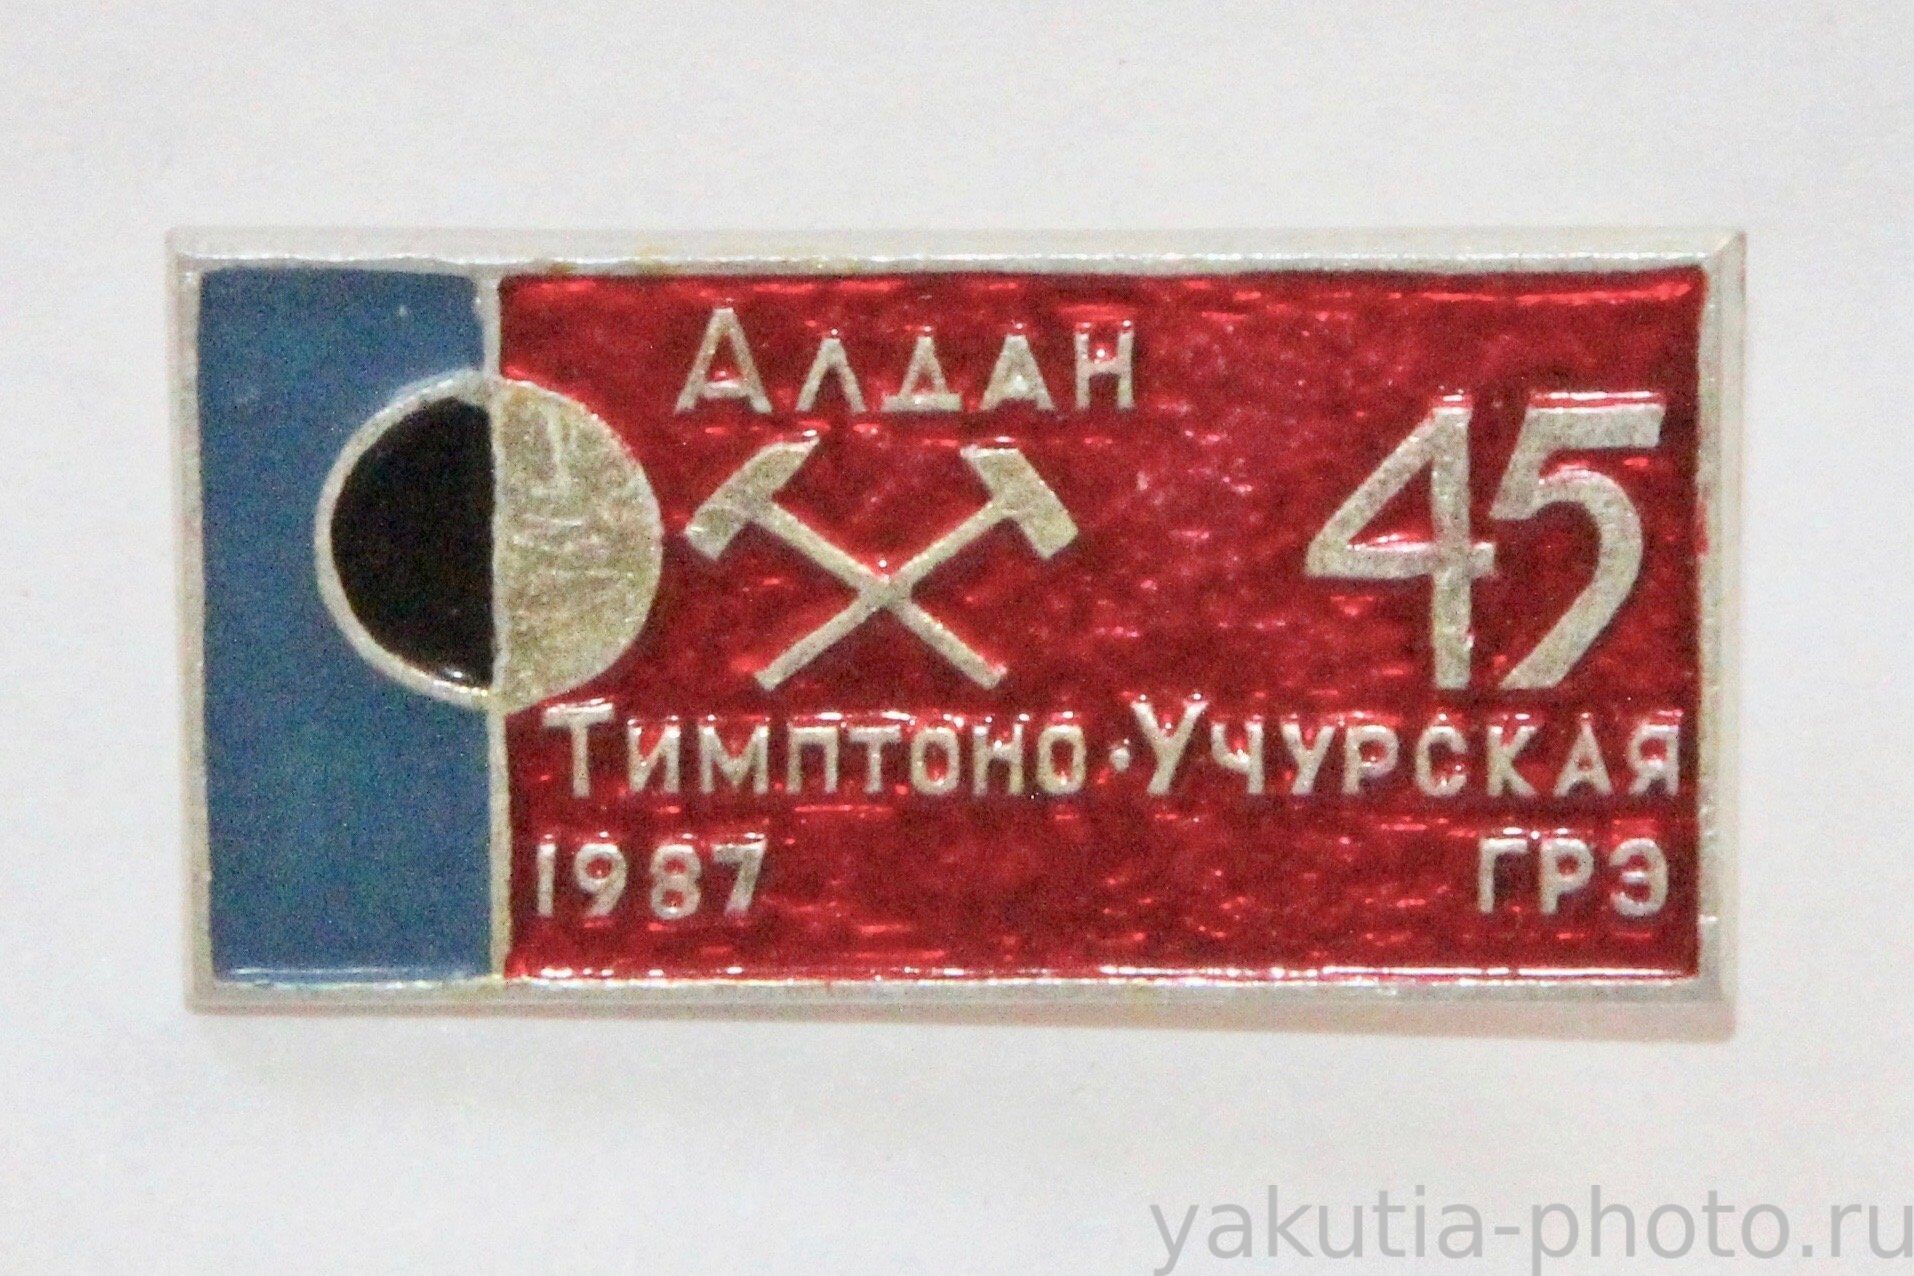 Алдан
45
Тимптоно-Учурская
1987 ГРЭ
yakutia-photo.ru